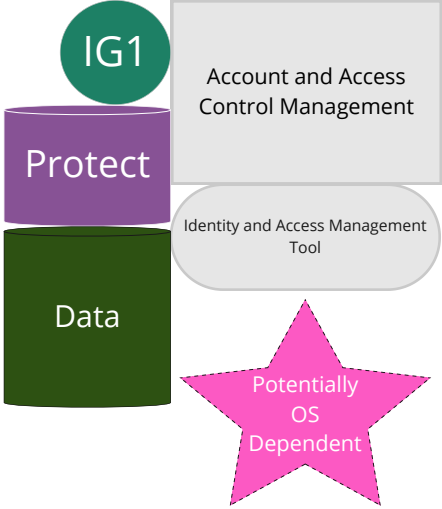 IG1
Account and Access
Control Management
Protect
Identity and Access Management
Tool
Data
Potentially
OS
Dependent